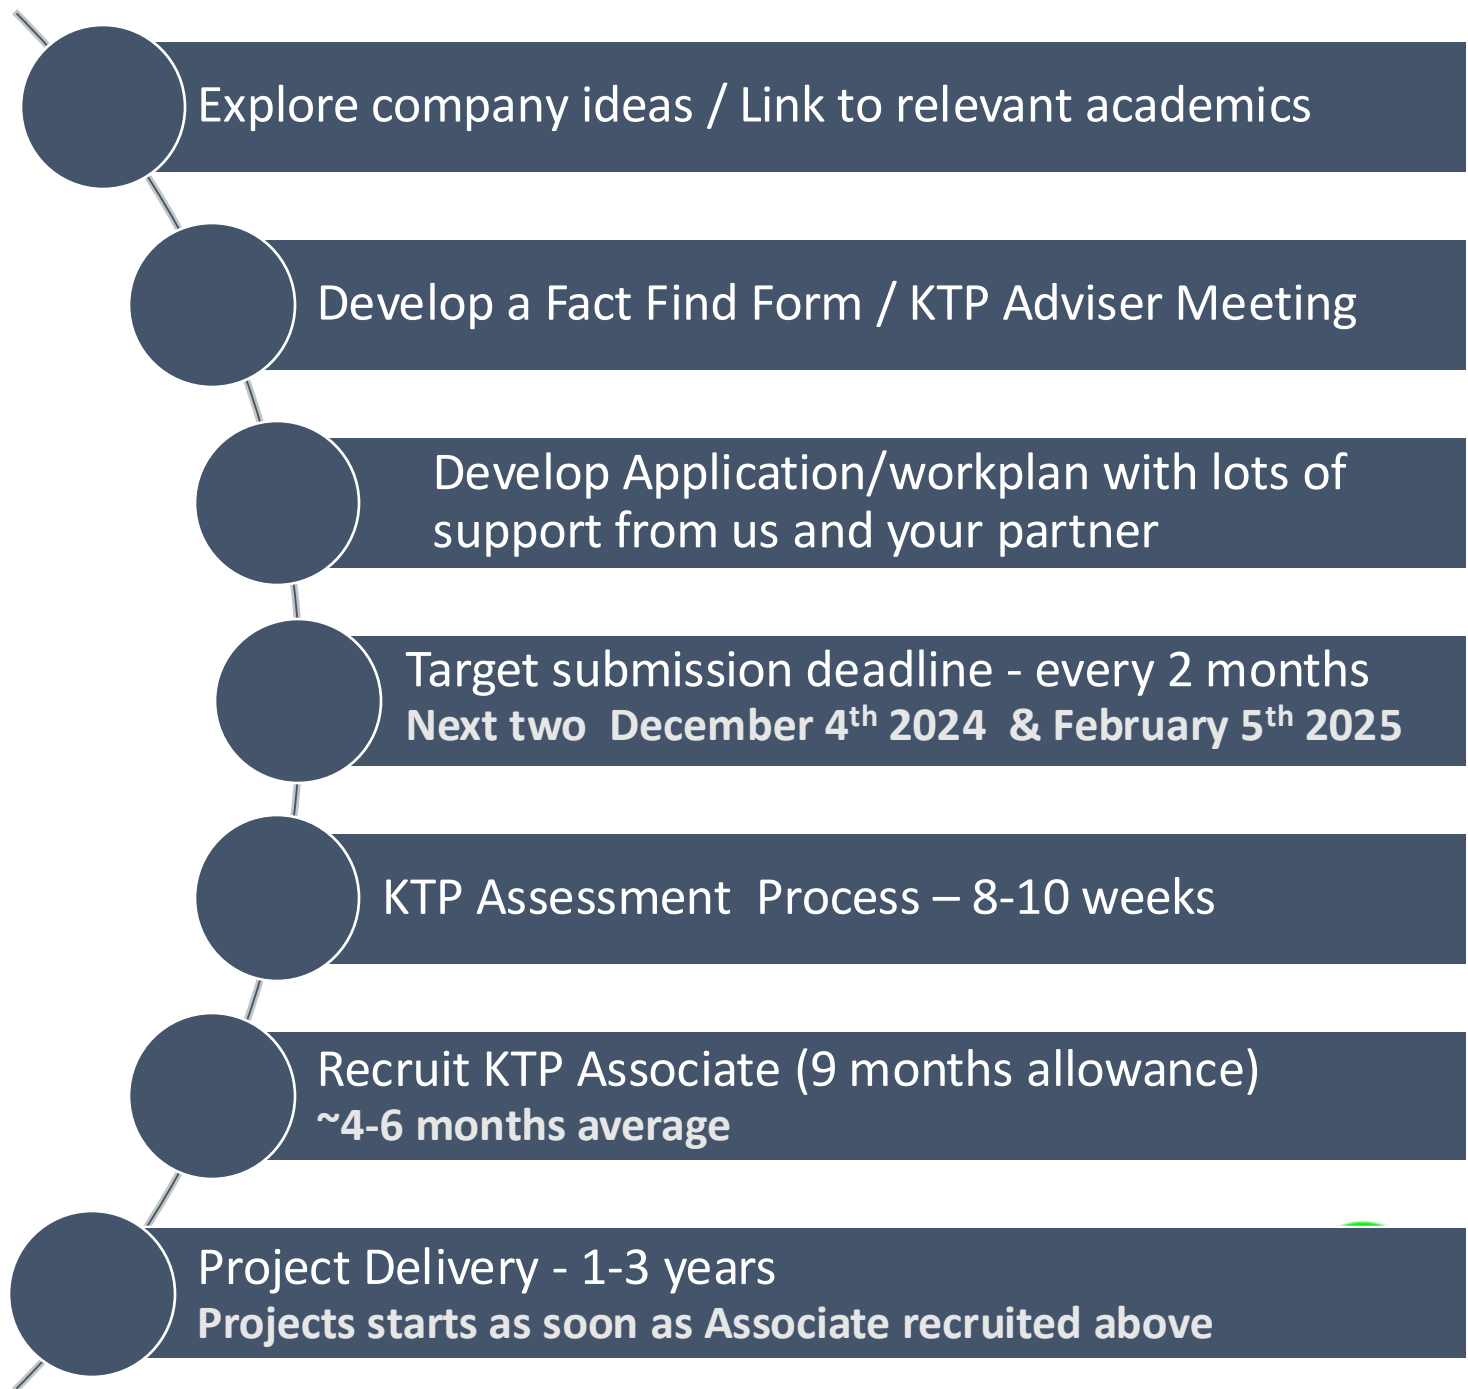 Explore company ideas / Link to relevant academics
Develop a Fact Find Form / KTP Adviser Meeting
Develop Application/workplan with lots of
support from us and your partner
Target submission deadline - every 2 months
Next two  December 4th 2024  & February 5th 2025
KTP Assessment  Process – 8-10 weeks
Recruit KTP Associate (9 months allowance)
~4-6 months average
Project Delivery - 1-3 years
Projects starts as soon as Associate recruited above